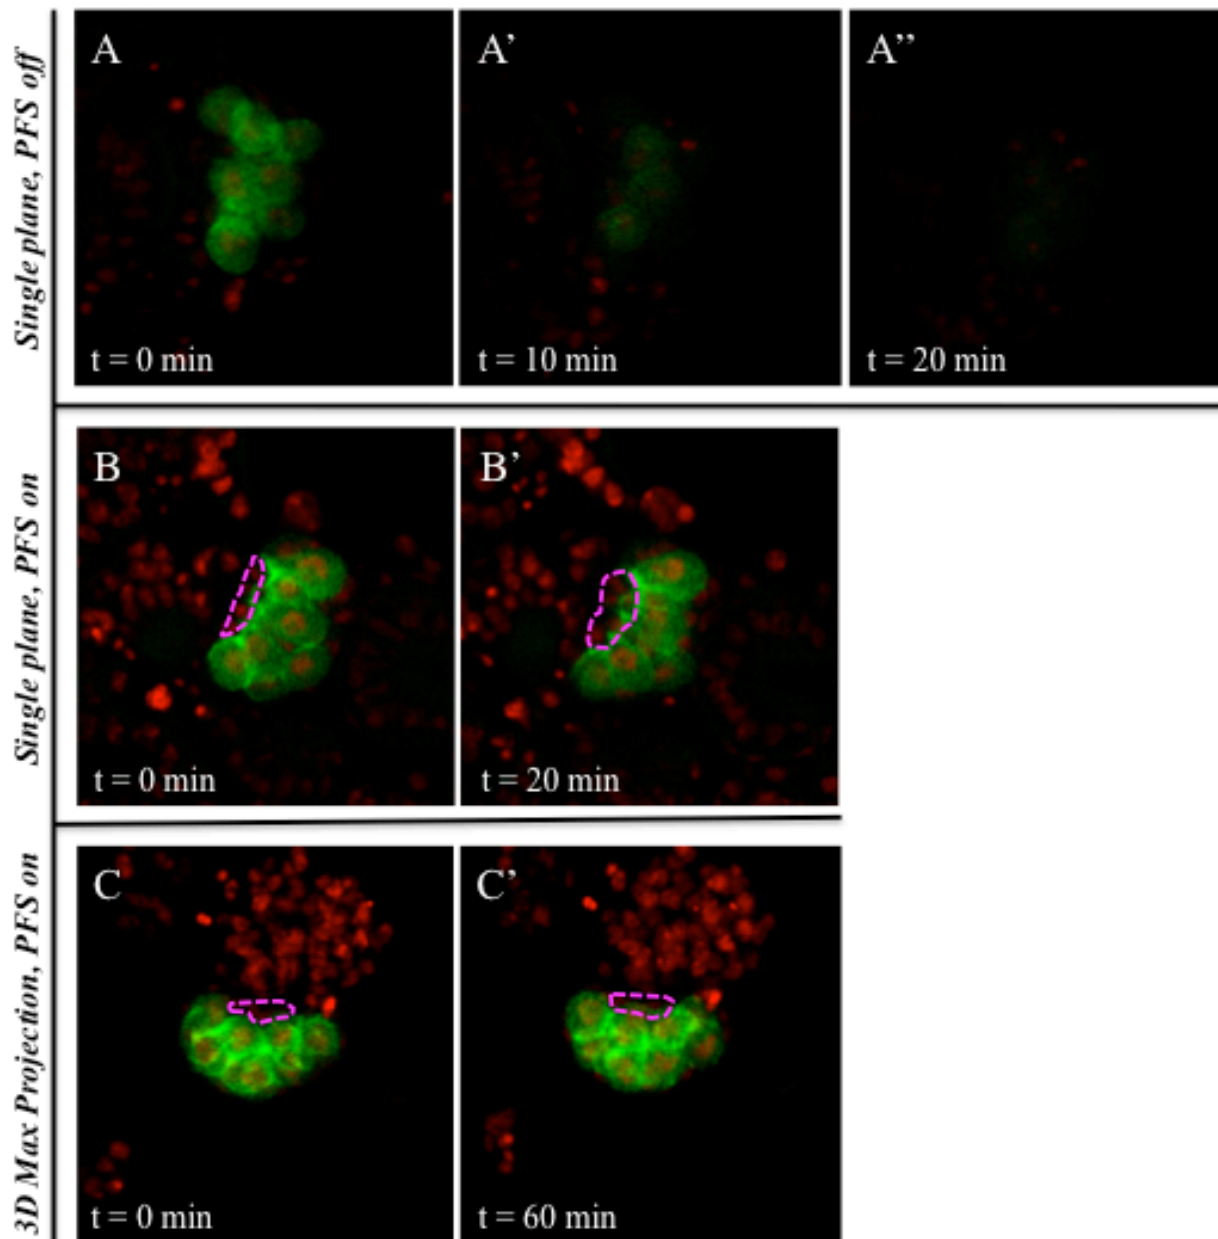 Single plane, PFS off
A
A’
A’’
t = 0 min
t = 10 min
t = 20 min
Single plane, PFS on
B
B’
t = 0 min
t = 20 min
3D Max Projection, PFS on
C
C’
t = 0 min
t = 60 min